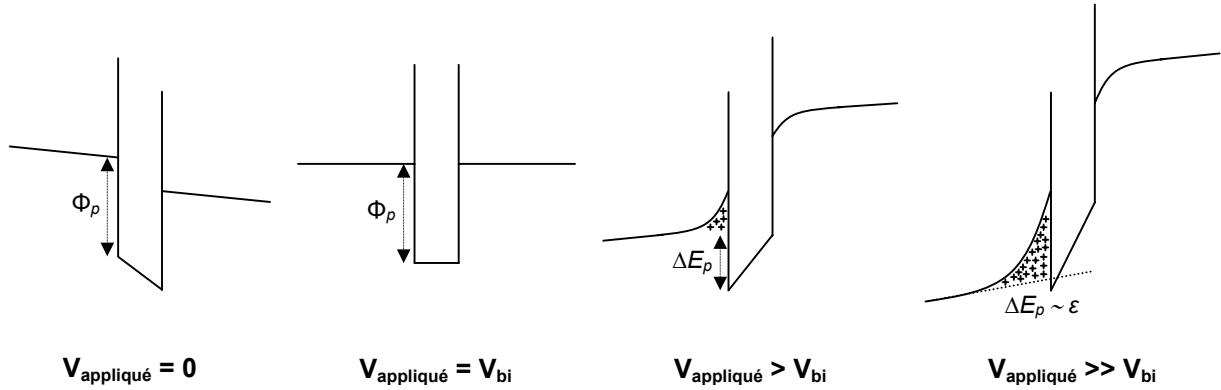 Φp
Φp
ΔEp
ΔEp ~ ε
Vappliqué = 0
Vappliqué = Vbi
Vappliqué > Vbi
Vappliqué >> Vbi